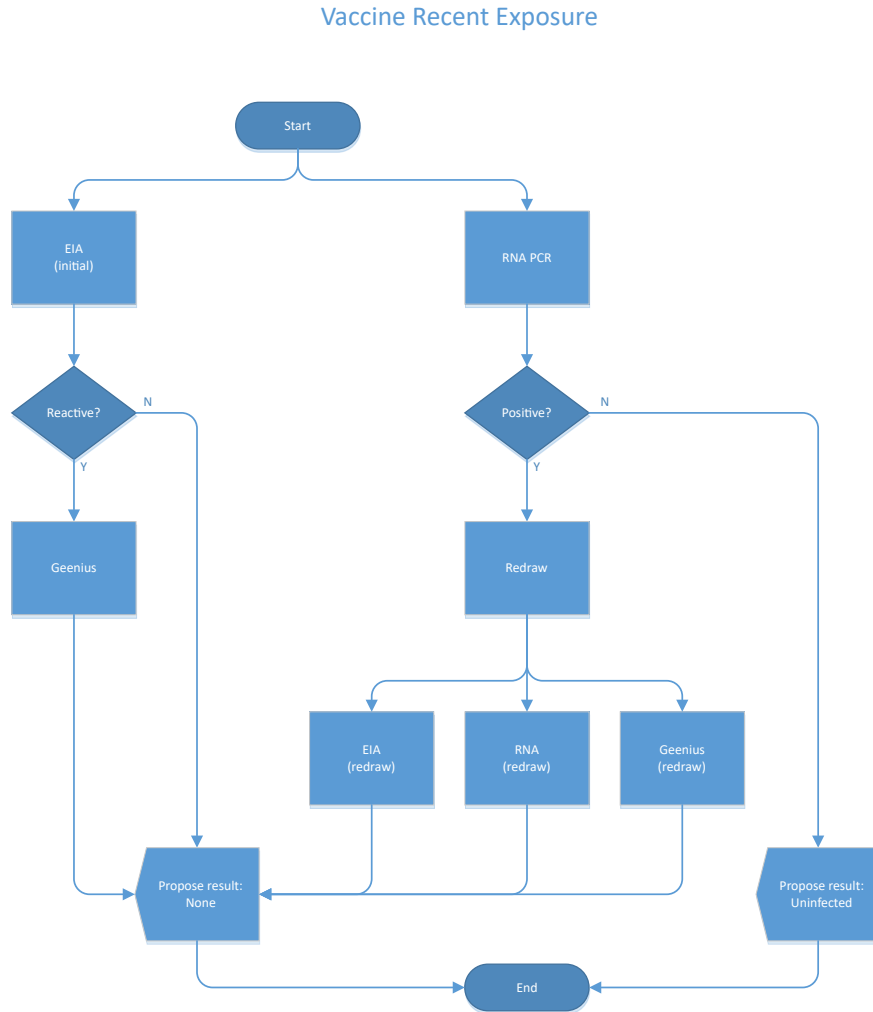 Vaccine Recent Exposure
Start
EIA
(initial)
RNA PCR
Reactive?
N
Y
Positive?
N
Y
Geenius
Redraw
EIA
(redraw)
RNA
(redraw)
Geenius
(redraw)
Propose result:
None
Propose result:
Uninfected
End